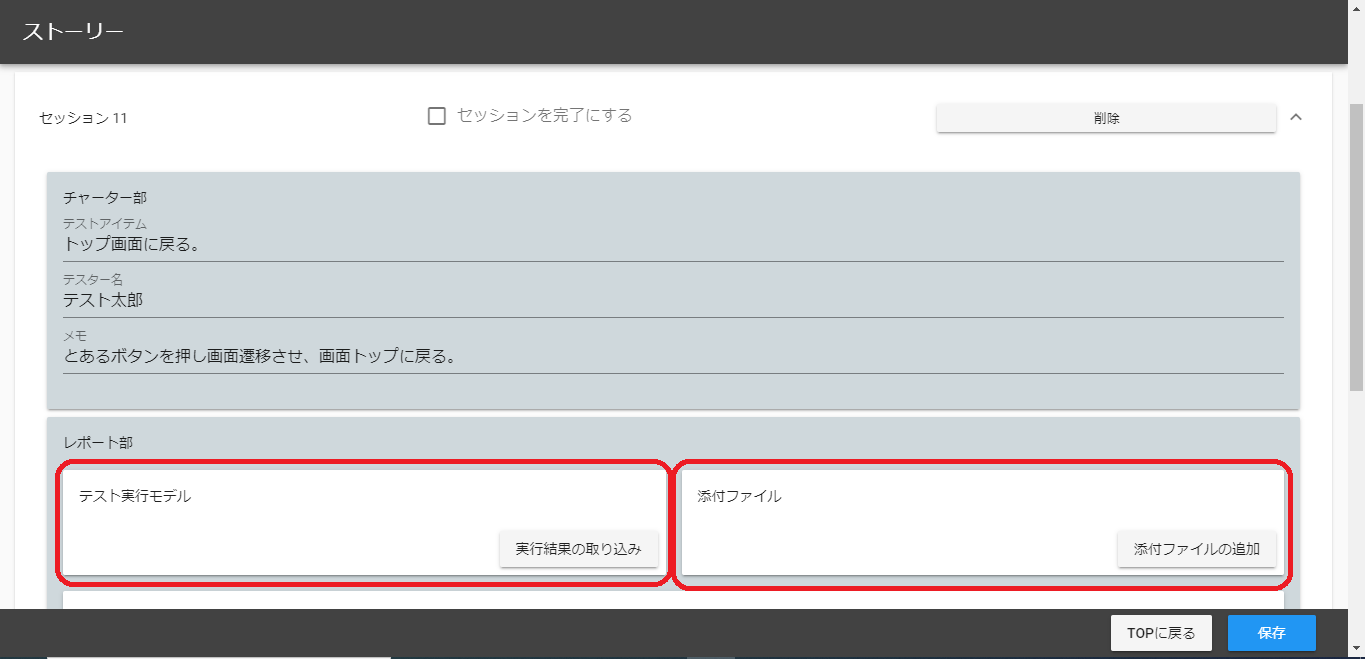 ストーリー
セッション 11
セッションを完了にする
削除
チャーター部
テストアイテム
トップ画面に戻る。
テスター名
テスト太郎
メモ
とあるボタンを押し画面遷移させ、画面トップに戻る。
レポート部
テスト実行モデル
実行結果の取り込み
添付ファイル
添付ファイルの追加
TOPに戻る
保存